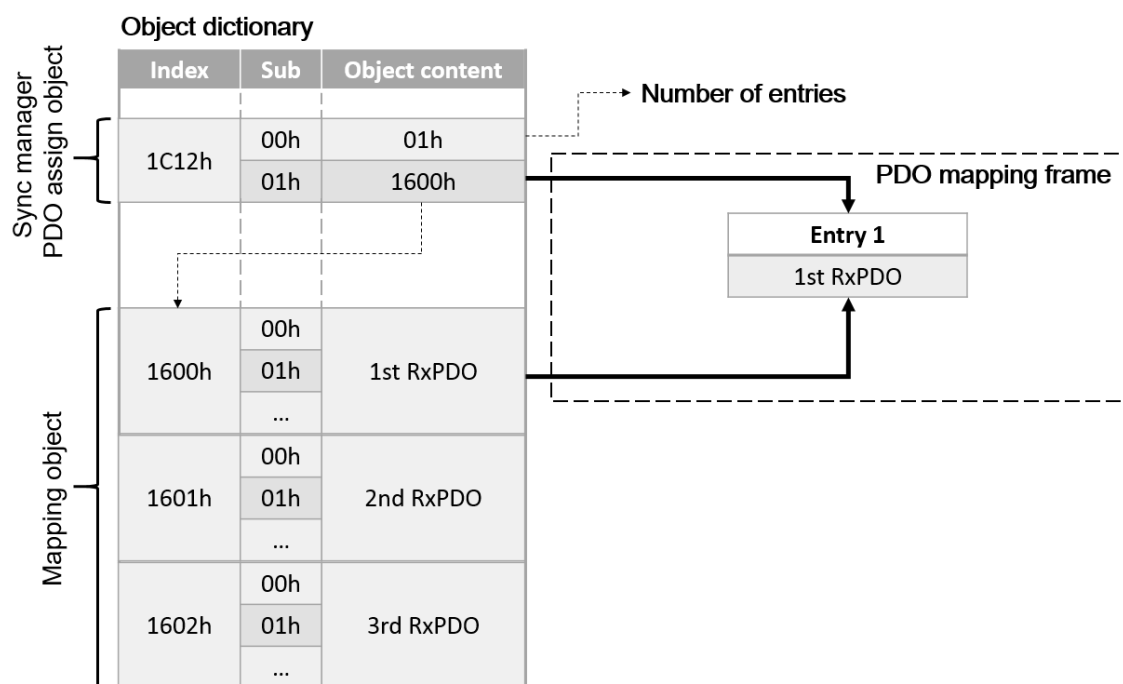 Object dictionary
Index Sub Object content
Sync manager
PDO assign object
1C12h
00h 01h
01h 1600h
Number of entries
PDO mapping frame
Entry 1
1st RxPDO
Mapping object
1600h
00h
01h
...
1st RxPDO
1601h
00h
01h
...
2nd RxPDO
1602h
00h
01h
...
3rd RxPDO